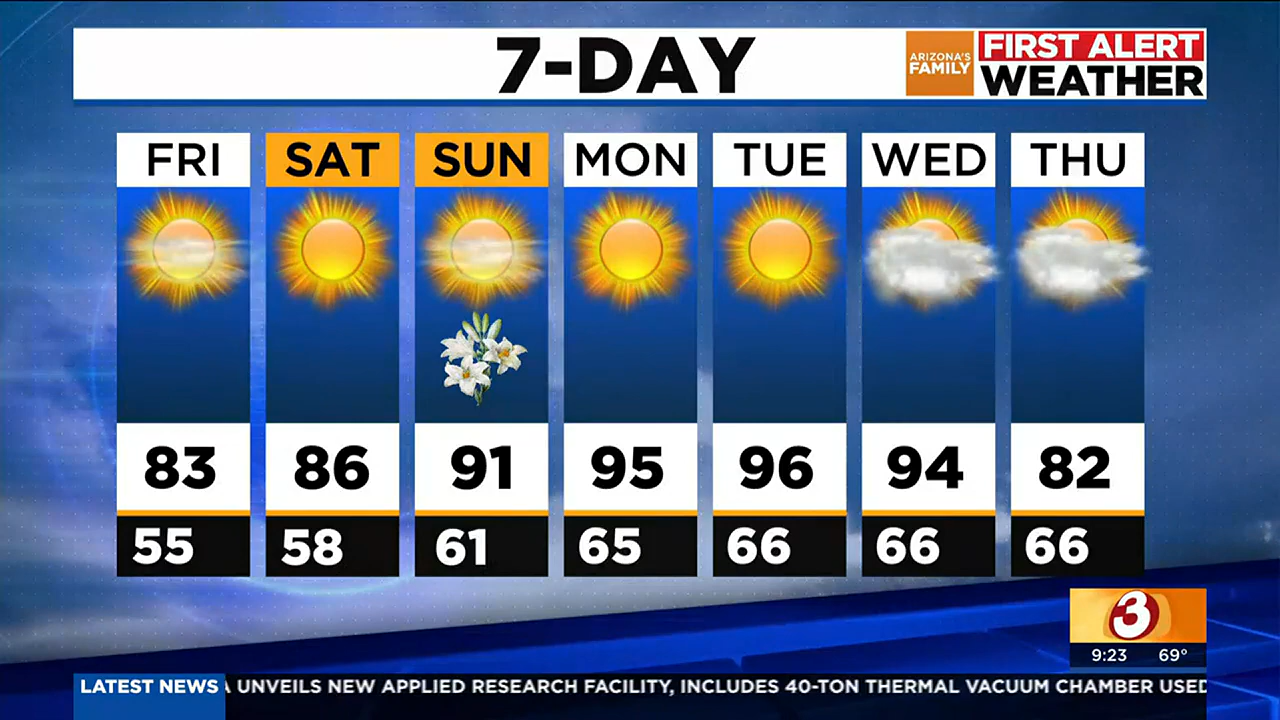 7-DAY
ARIZONA'S
FAMILY
FIRST ALERT
WEATHER
FRI SAT SUN MON TUE WED THU
83 86 91 95 96 94 82
55 58 61 65 66 66 66
3
9:23 69°
LATEST NEWS UNVEILS NEW APPLIED RESEARCH FACILITY, INCLUDES 40-TON THERMAL VACUUM CHAMBER USED